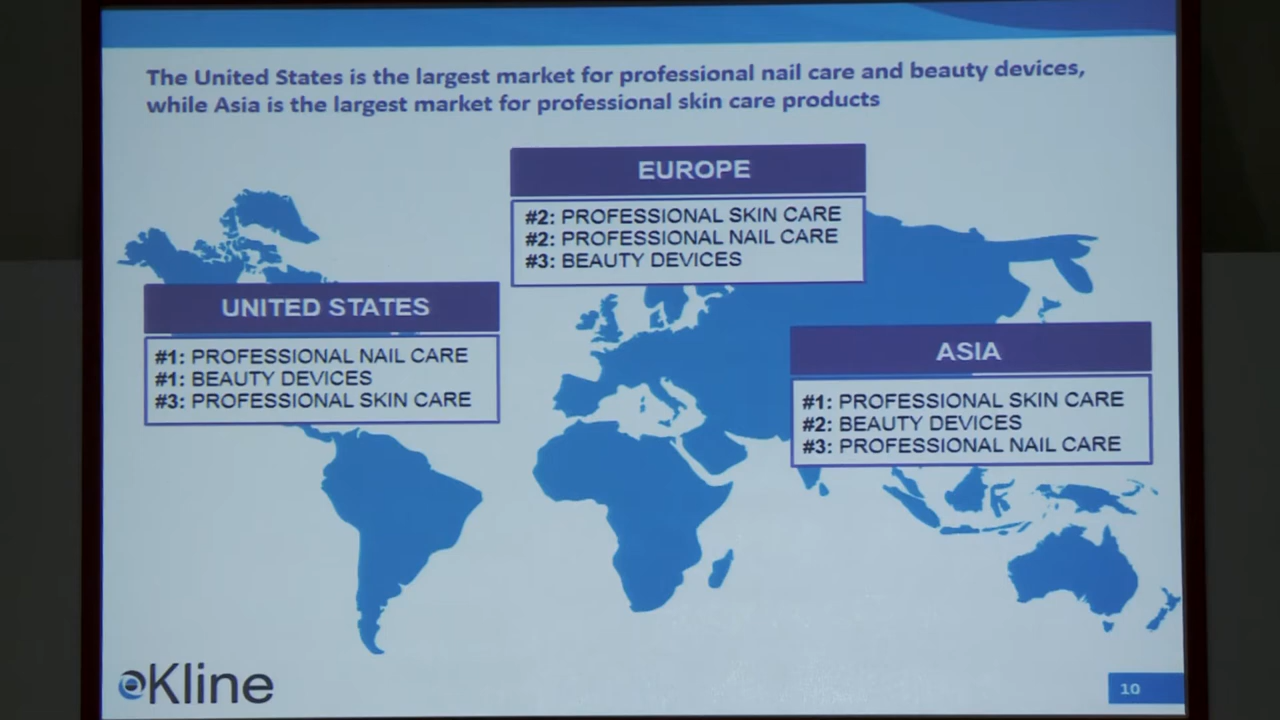 The United States is the largest market for professional nail care and beauty devices,
while Asia is the largest market for professional skin care products
EUROPE
#2: PROFESSIONAL SKIN CARE
#2: PROFESSIONAL NAIL CARE
#3: BEAUTY DEVICES
UNITED STATES
#1: PROFESSIONAL NAIL CARE
#1: BEAUTY DEVICES
#3: PROFESSIONAL SKIN CARE
ASIA
#1: PROFESSIONAL SKIN CARE
#2: BEAUTY DEVICES
#3: PROFESSIONAL NAIL CARE
Kline
10